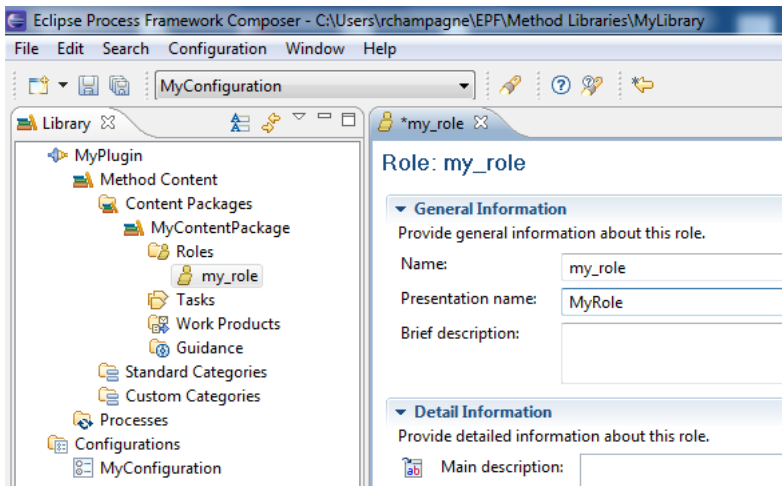 Eclipse Process Framework Composer - C:\Users\rchampagne\EPF\Method Libraries\MyLibrary
File Edit Search Configuration Window Help
MyConfiguration
Library
MyPlugin
Method Content
Content Packages
MyContentPackage
Roles
my_role
Tasks
Work Products
Guidance
Standard Categories
Custom Categories
Processes
Configurations
MyConfiguration
*my_role
Role: my_role
General Information
Provide general information about this role.
Name: my_role
Presentation name: MyRole
Brief description:
Detail Information
Provide detailed information about this role.
Main description: